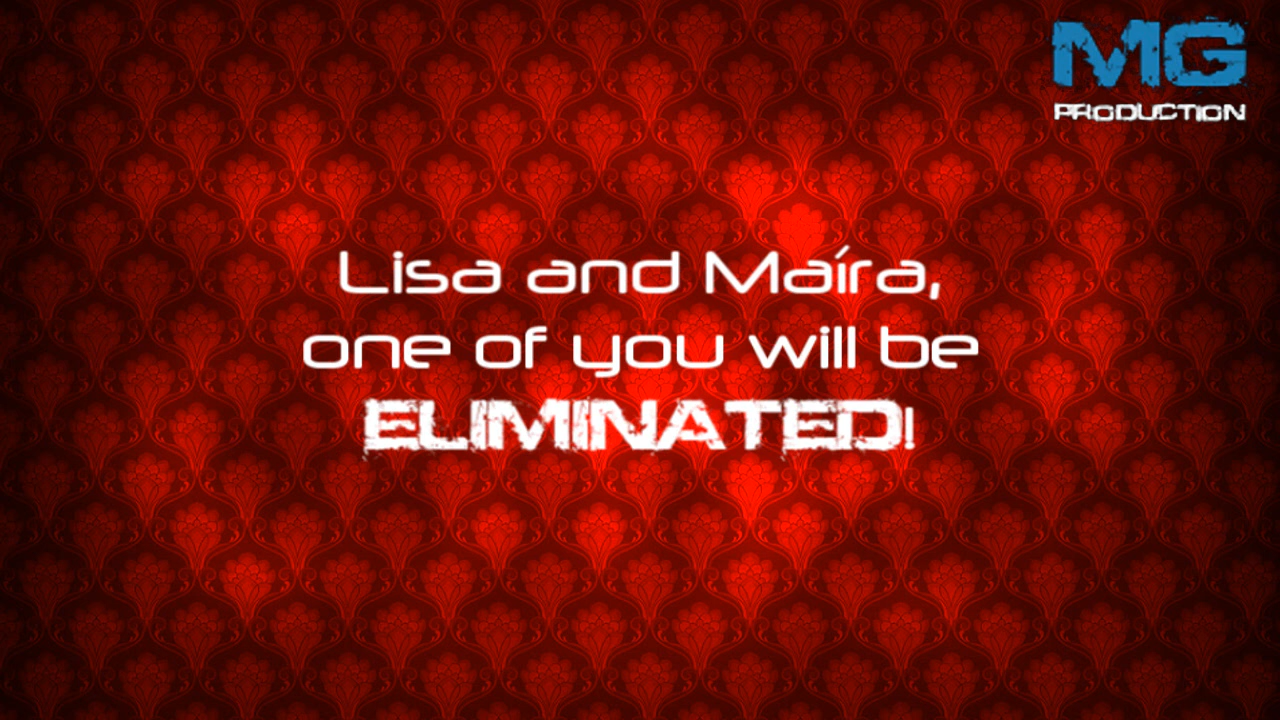 MG
PRODUCTION
Lisa and Maíra,
one of you will be
ELIMINATED!